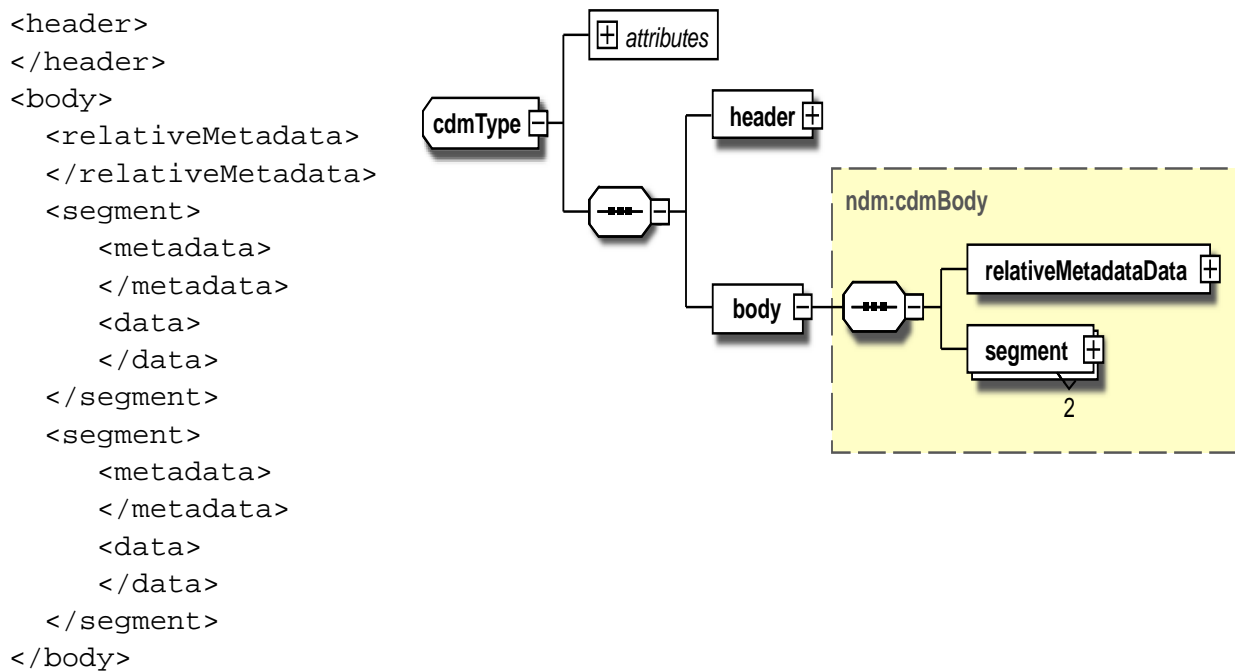 <header>
</header>
<body>
  <relativeMetadata>
  </relativeMetadata>
  <segment>
     <metadata>
     </metadata>
     <data>
     </data>
  </segment>
  <segment>
     <metadata>
     </metadata>
     <data>
     </data>
  </segment>
</body>
cdmType
attributes
header
body
ndm:cdmBody
relativeMetadataData
segment
2